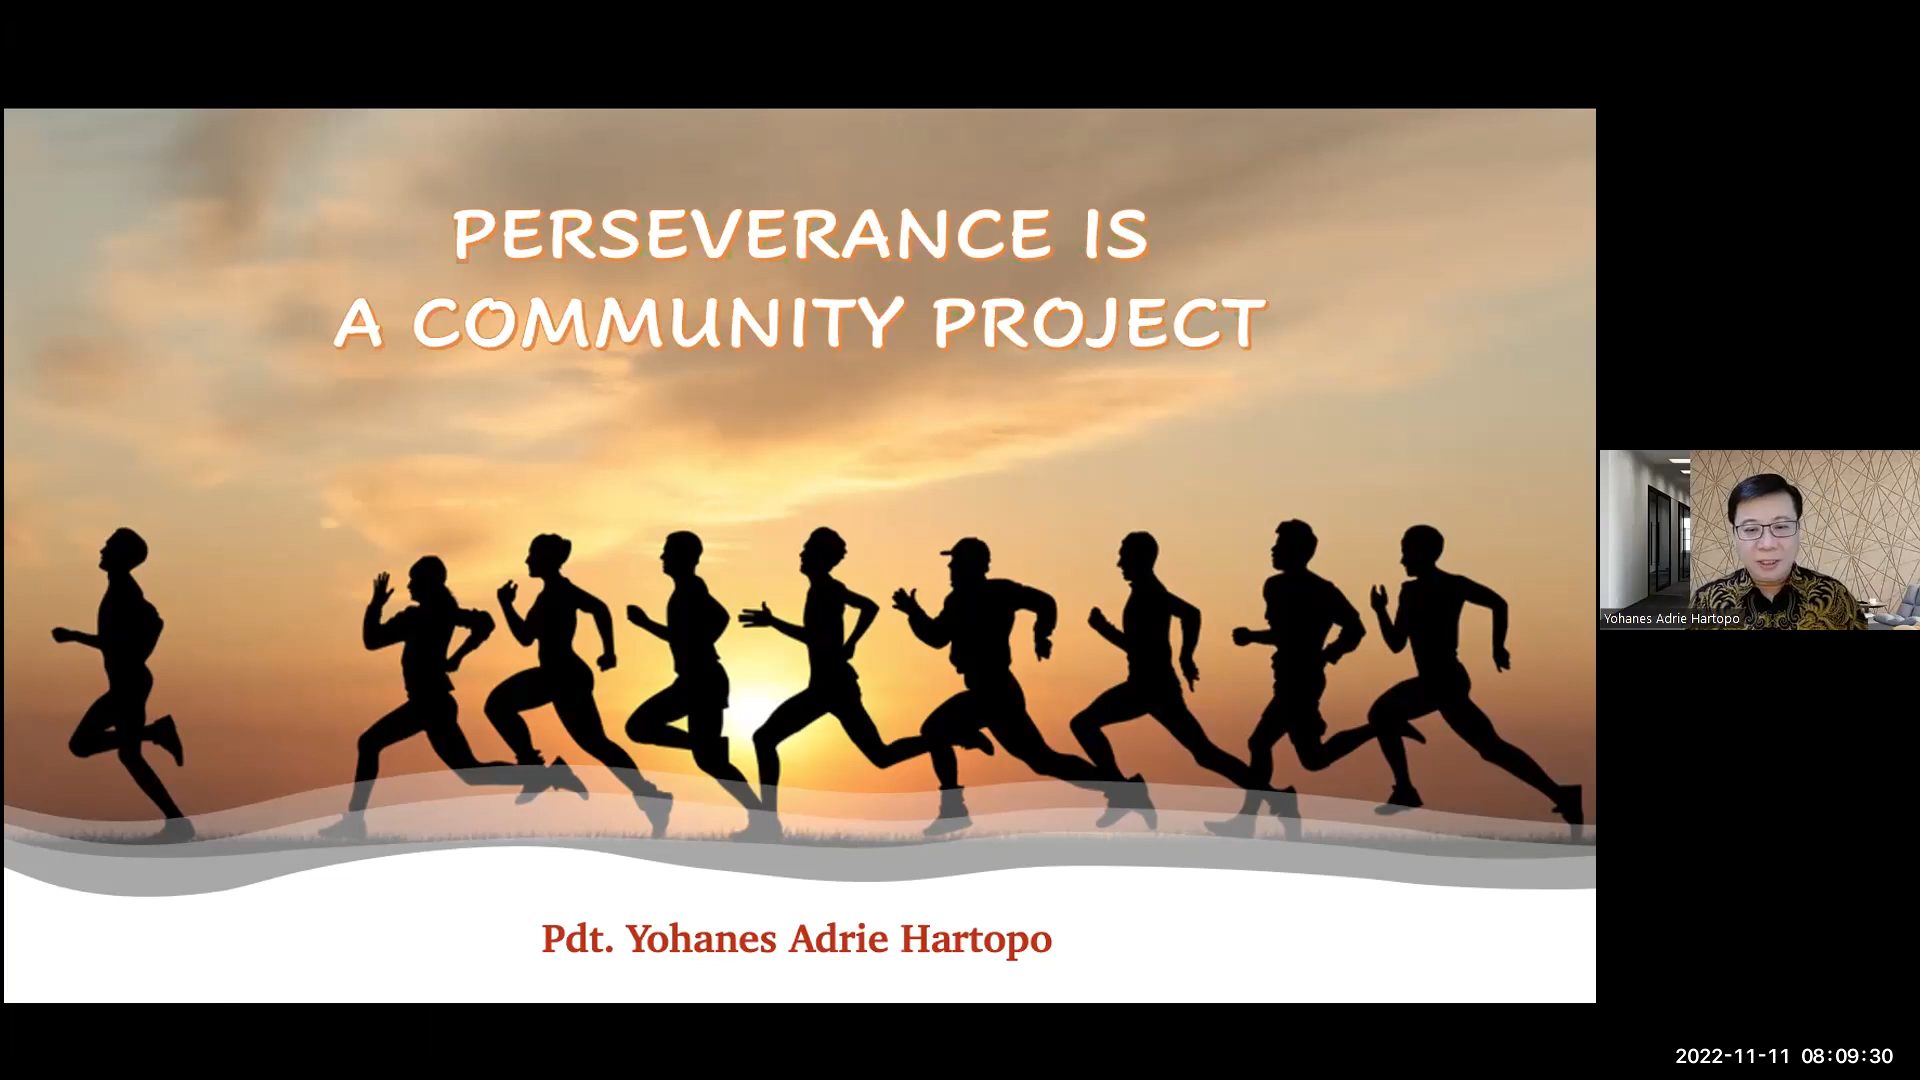 PERSEVERANCE IS
A COMMUNITY PROJECT
Pdt. Yohanes Adrie Hartopo
Yohanes Adrie Hartopo
2022-11-11 08:09:30